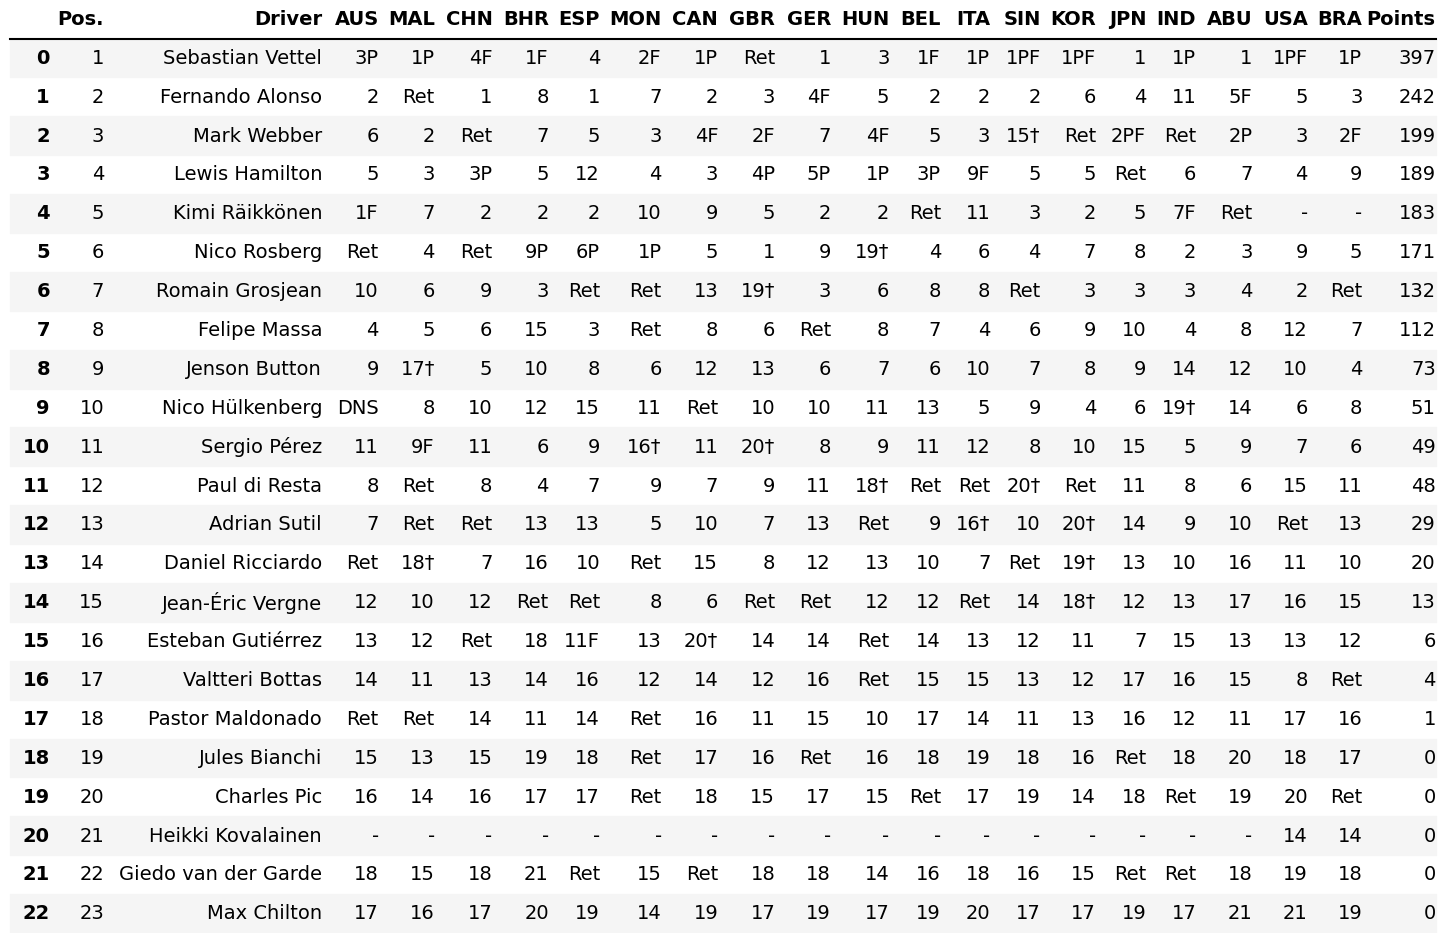 Pos. Driver AUS MAL CHN BHR ESP MON CAN GBR GER HUN BEL ITA SIN KOR JPN IND ABU USA BRA Points
0 1 Sebastian Vettel 3P 1P 4F 1F 4 2F 1P Ret 1 3 1F 1P 1PF 1PF 1 1P 1 1PF 1P 397
1 2 Fernando Alonso 2 Ret 1 8 1 7 2 3 4F 5 2 2 2 6 4 11 5F 5 3 242
2 3 Mark Webber 6 2 Ret 7 5 3 4F 2F 7 4F 5 3 15† Ret 2PF Ret 2P 3 2F 199
3 4 Lewis Hamilton 5 3 3P 5 12 4 3 4P 5P 1P 3P 9F 5 5 Ret 6 7 4 9 189
4 5 Kimi Räikkönen 1F 7 2 2 2 10 9 5 2 2 Ret 11 3 2 5 7F Ret - - 183
5 6 Nico Rosberg Ret 4 Ret 9P 6P 1P 5 1 9 19† 4 6 4 7 8 2 3 9 5 171
6 7 Romain Grosjean 10 6 9 3 Ret Ret 13 19† 3 6 8 8 Ret 3 3 3 4 2 Ret 132
7 8 Felipe Massa 4 5 6 15 3 Ret 8 6 Ret 8 7 4 6 9 10 4 8 12 7 112
8 9 Jenson Button 9 17† 5 10 8 6 12 13 6 7 6 10 7 8 9 14 12 10 4 73
9 10 Nico Hülkenberg DNS 8 10 12 15 11 Ret 10 10 11 13 5 9 4 6 19† 14 6 8 51
10 11 Sergio Pérez 11 9F 11 6 9 16† 11 20† 8 9 11 12 8 10 15 5 9 7 6 49
11 12 Paul di Resta 8 Ret 8 4 7 9 7 9 11 18† Ret Ret 20† Ret 11 8 6 15 11 48
12 13 Adrian Sutil 7 Ret Ret 13 13 5 10 7 13 Ret 9 16† 10 20† 14 9 10 Ret 13 29
13 14 Daniel Ricciardo Ret 18† 7 16 10 Ret 15 8 12 13 10 7 Ret 19† 13 10 16 11 10 20
14 15 Jean-Éric Vergne 12 10 12 Ret Ret 8 6 Ret Ret 12 12 Ret 14 18† 12 13 17 16 15 13
15 16 Esteban Gutiérrez 13 12 Ret 18 11F 13 20† 14 14 Ret 14 13 12 11 7 15 13 13 12 6
16 17 Valtteri Bottas 14 11 13 14 16 12 14 12 16 Ret 15 15 13 12 17 16 15 8 Ret 4
17 18 Pastor Maldonado Ret Ret 14 11 14 Ret 16 11 15 10 17 14 11 13 16 12 11 17 16 1
18 19 Jules Bianchi 15 13 15 19 18 Ret 17 16 Ret 16 18 19 18 16 Ret 18 20 18 17 0
19 20 Charles Pic 16 14 16 17 17 Ret 18 15 17 15 Ret 17 19 14 18 Ret 19 20 Ret 0
20 21 Heikki Kovalainen - - - - - - - - - - - - - - - - - 14 14 0
21 22 Giedo van der Garde 18 15 18 21 Ret 15 Ret 18 18 14 16 18 16 15 Ret Ret 18 19 18 0
22 23 Max Chilton 17 16 17 20 19 14 19 17 19 17 19 20 17 17 19 17 21 21 19 0